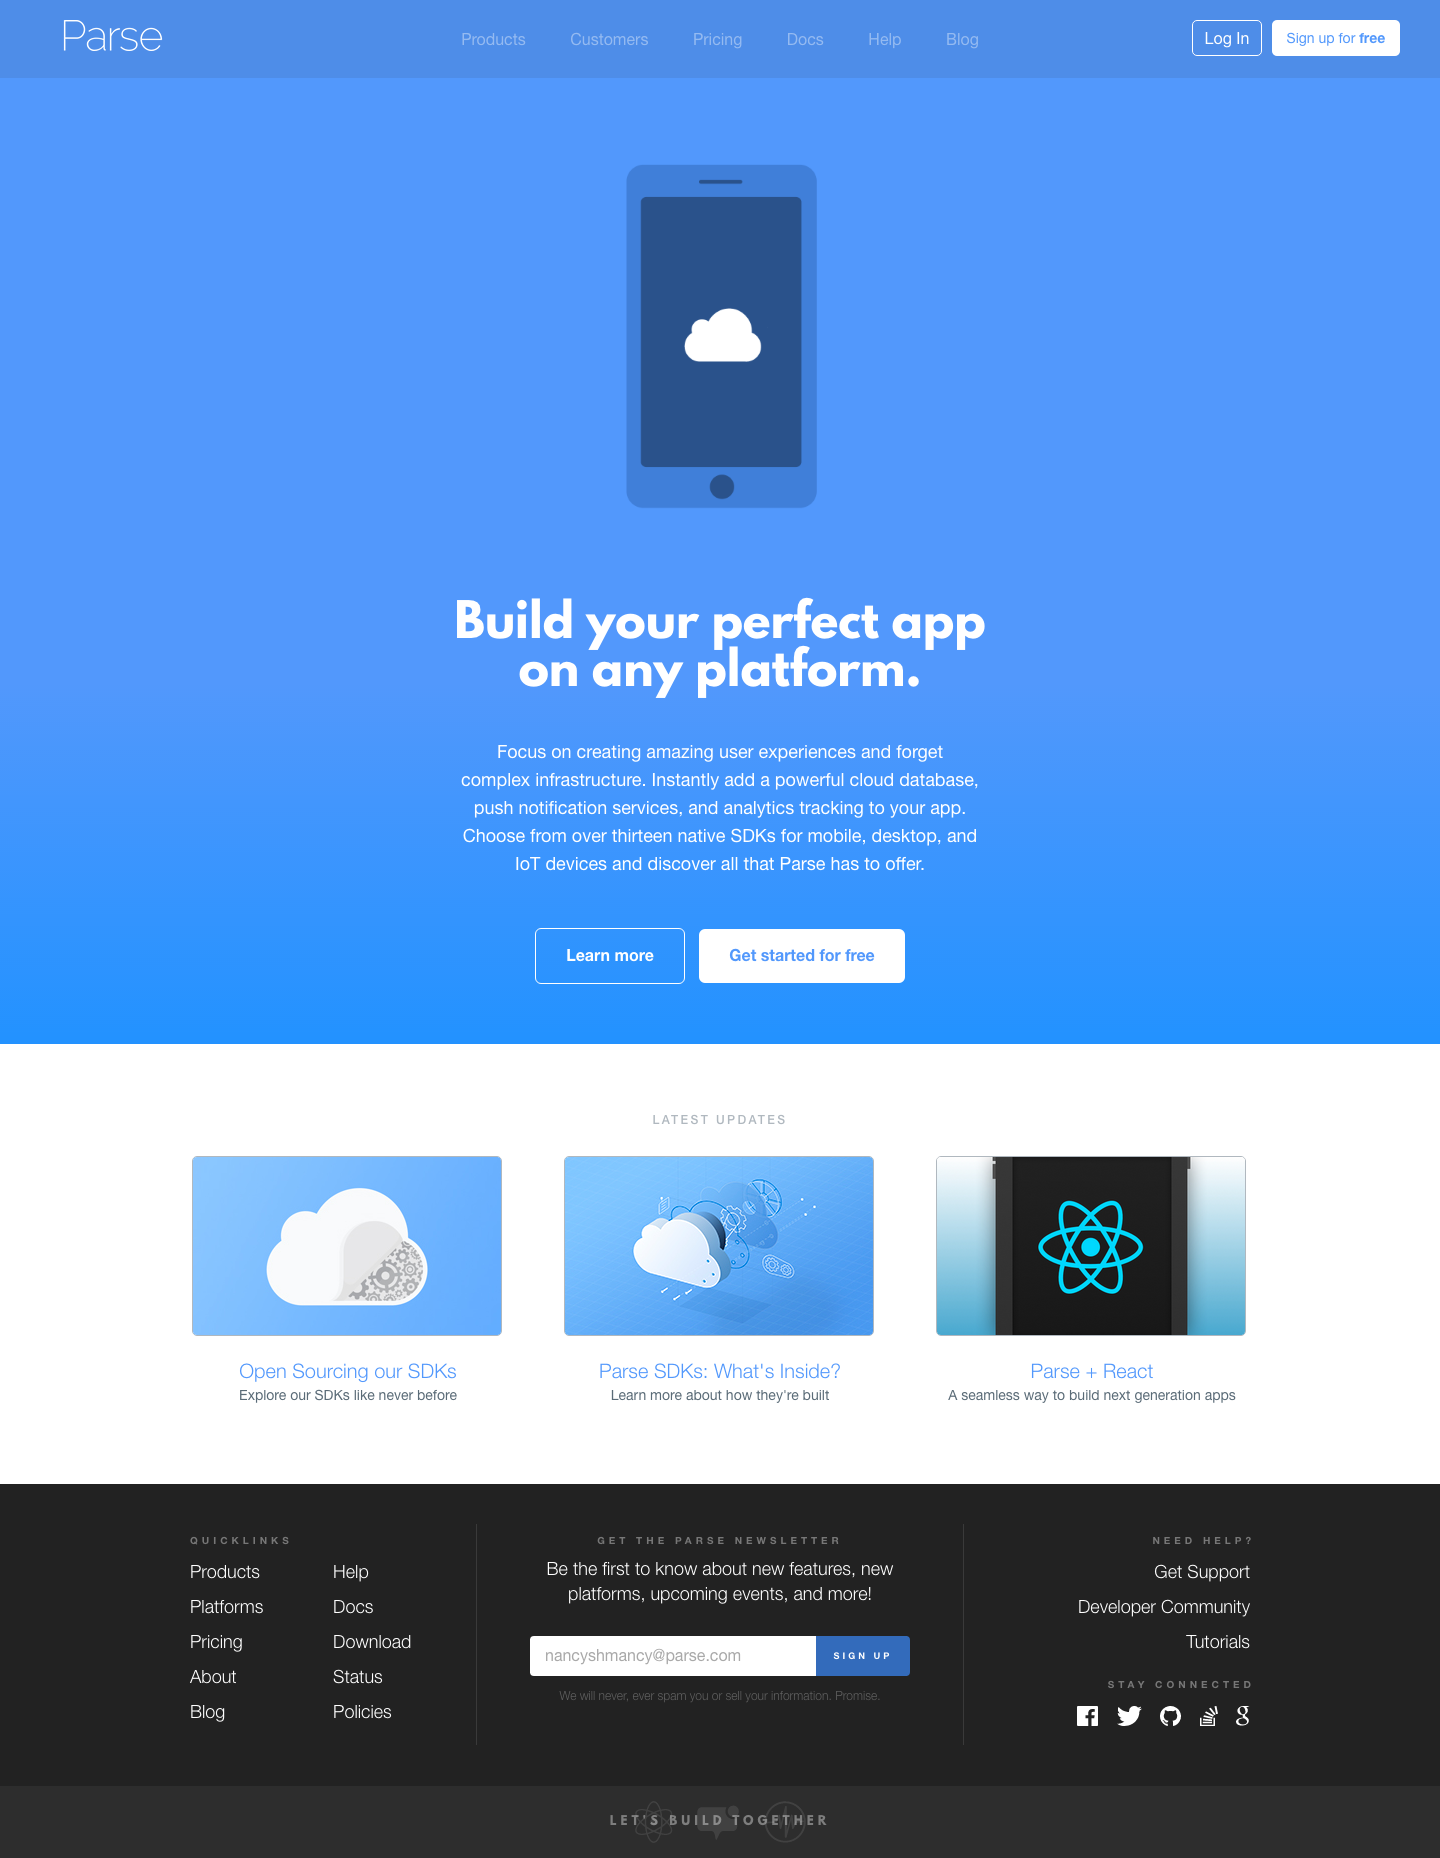 Parse
Products Customers Pricing Docs Help Blog
Log In
Sign up for free
Build your perfect app
on any platform.
Focus on creating amazing user experiences and forget
complex infrastructure. Instantly add a powerful cloud database,
push notification services, and analytics tracking to your app.
Choose from over thirteen native SDKs for mobile, desktop, and
IoT devices and discover all that Parse has to offer.
Learn more
Get started for free
LATEST UPDATES
Open Sourcing our SDKs
Explore our SDKs like never before
Parse SDKs: What's Inside?
Learn more about how they're built
Parse + React
A seamless way to build next generation apps
QUICKLINKS
Products
Platforms
Pricing
About
Blog
Help
Docs
Download
Status
Policies
GET THE PARSE NEWSLETTER
Be the first to know about new features, new
platforms, upcoming events, and more!
nancyshmancy@parse.com
SIGN UP
We will never, ever spam you or sell your information. Promise.
NEED HELP?
Get Support
Developer Community
Tutorials
STAY CONNECTED
LET'S BUILD TOGETHER